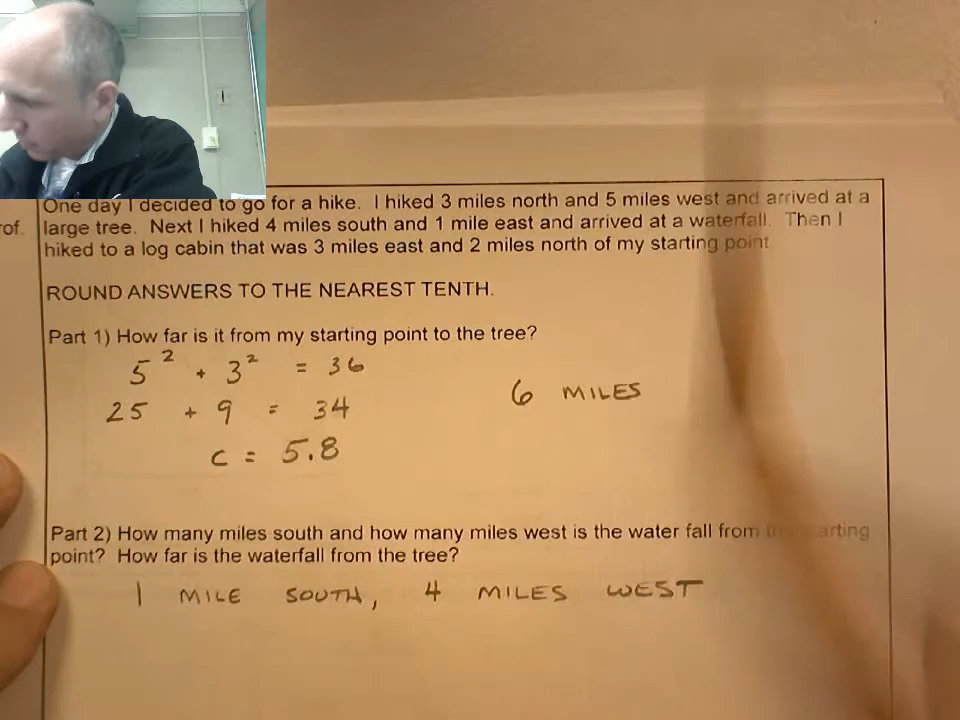 One day I decided to go for a hike. I hiked 3 miles north and 5 miles west and arrived at a
rof. large tree. Next I hiked 4 miles south and 1 mile east and arrived at a waterfall. Then I
hiked to a log cabin that was 3 miles east and 2 miles north of my starting point
ROUND ANSWERS TO THE NEAREST TENTH.
Part 1) How far is it from my starting point to the tree?
5² + 3² = 36
25 + 9 = 34
6 MILES
c = 5.8
Part 2) How many miles south and how many miles west is the water fall from the starting
point? How far is the waterfall from the tree?
1 MILE SOUTH, 4 MILES WEST